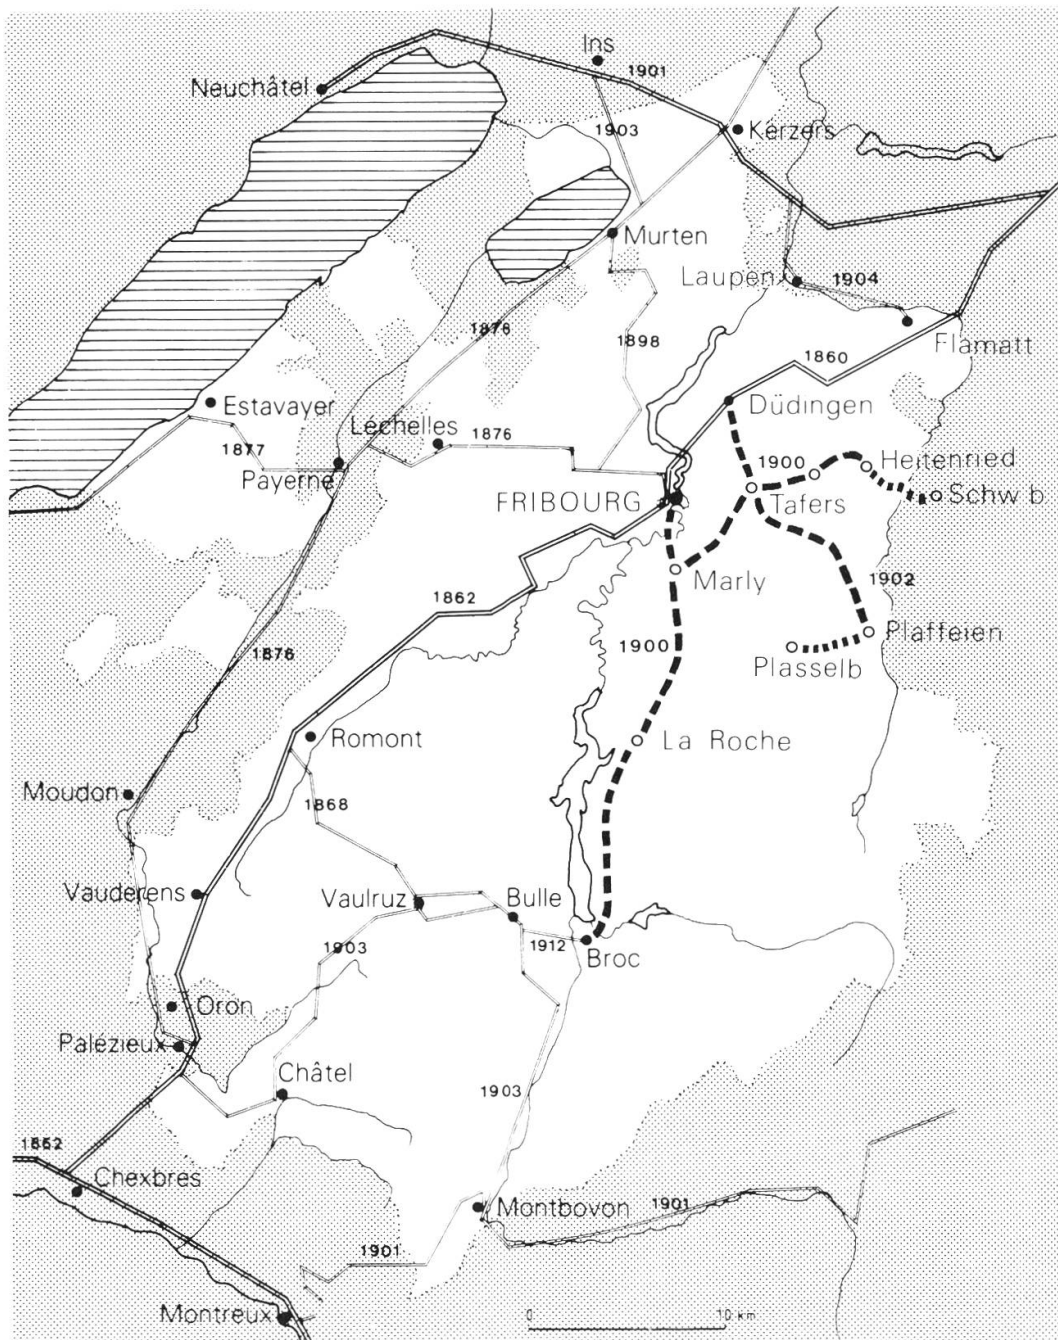 Ins
1901
Neuchâtel
1903
Kérzers
Murten
Laupen
1904
1876
1898
Flamatt
1860
Estavayer
Düdingen
Léchelles
1876
1877
Payerne
1900
Heitenried
FRIBOURG
Tafers
Schw b
Marly
1902
1862
1900
Plaffeien
1876
Plasselb
Romont
La Roche
Moudon
1868
Vauderens
Vaulruz
Bulle
1903
1912
Broc
Oron
Palézieux
Châtel
1903
1862
Chexbres
Montbovon
1901
1901
Montreux
0 10 km